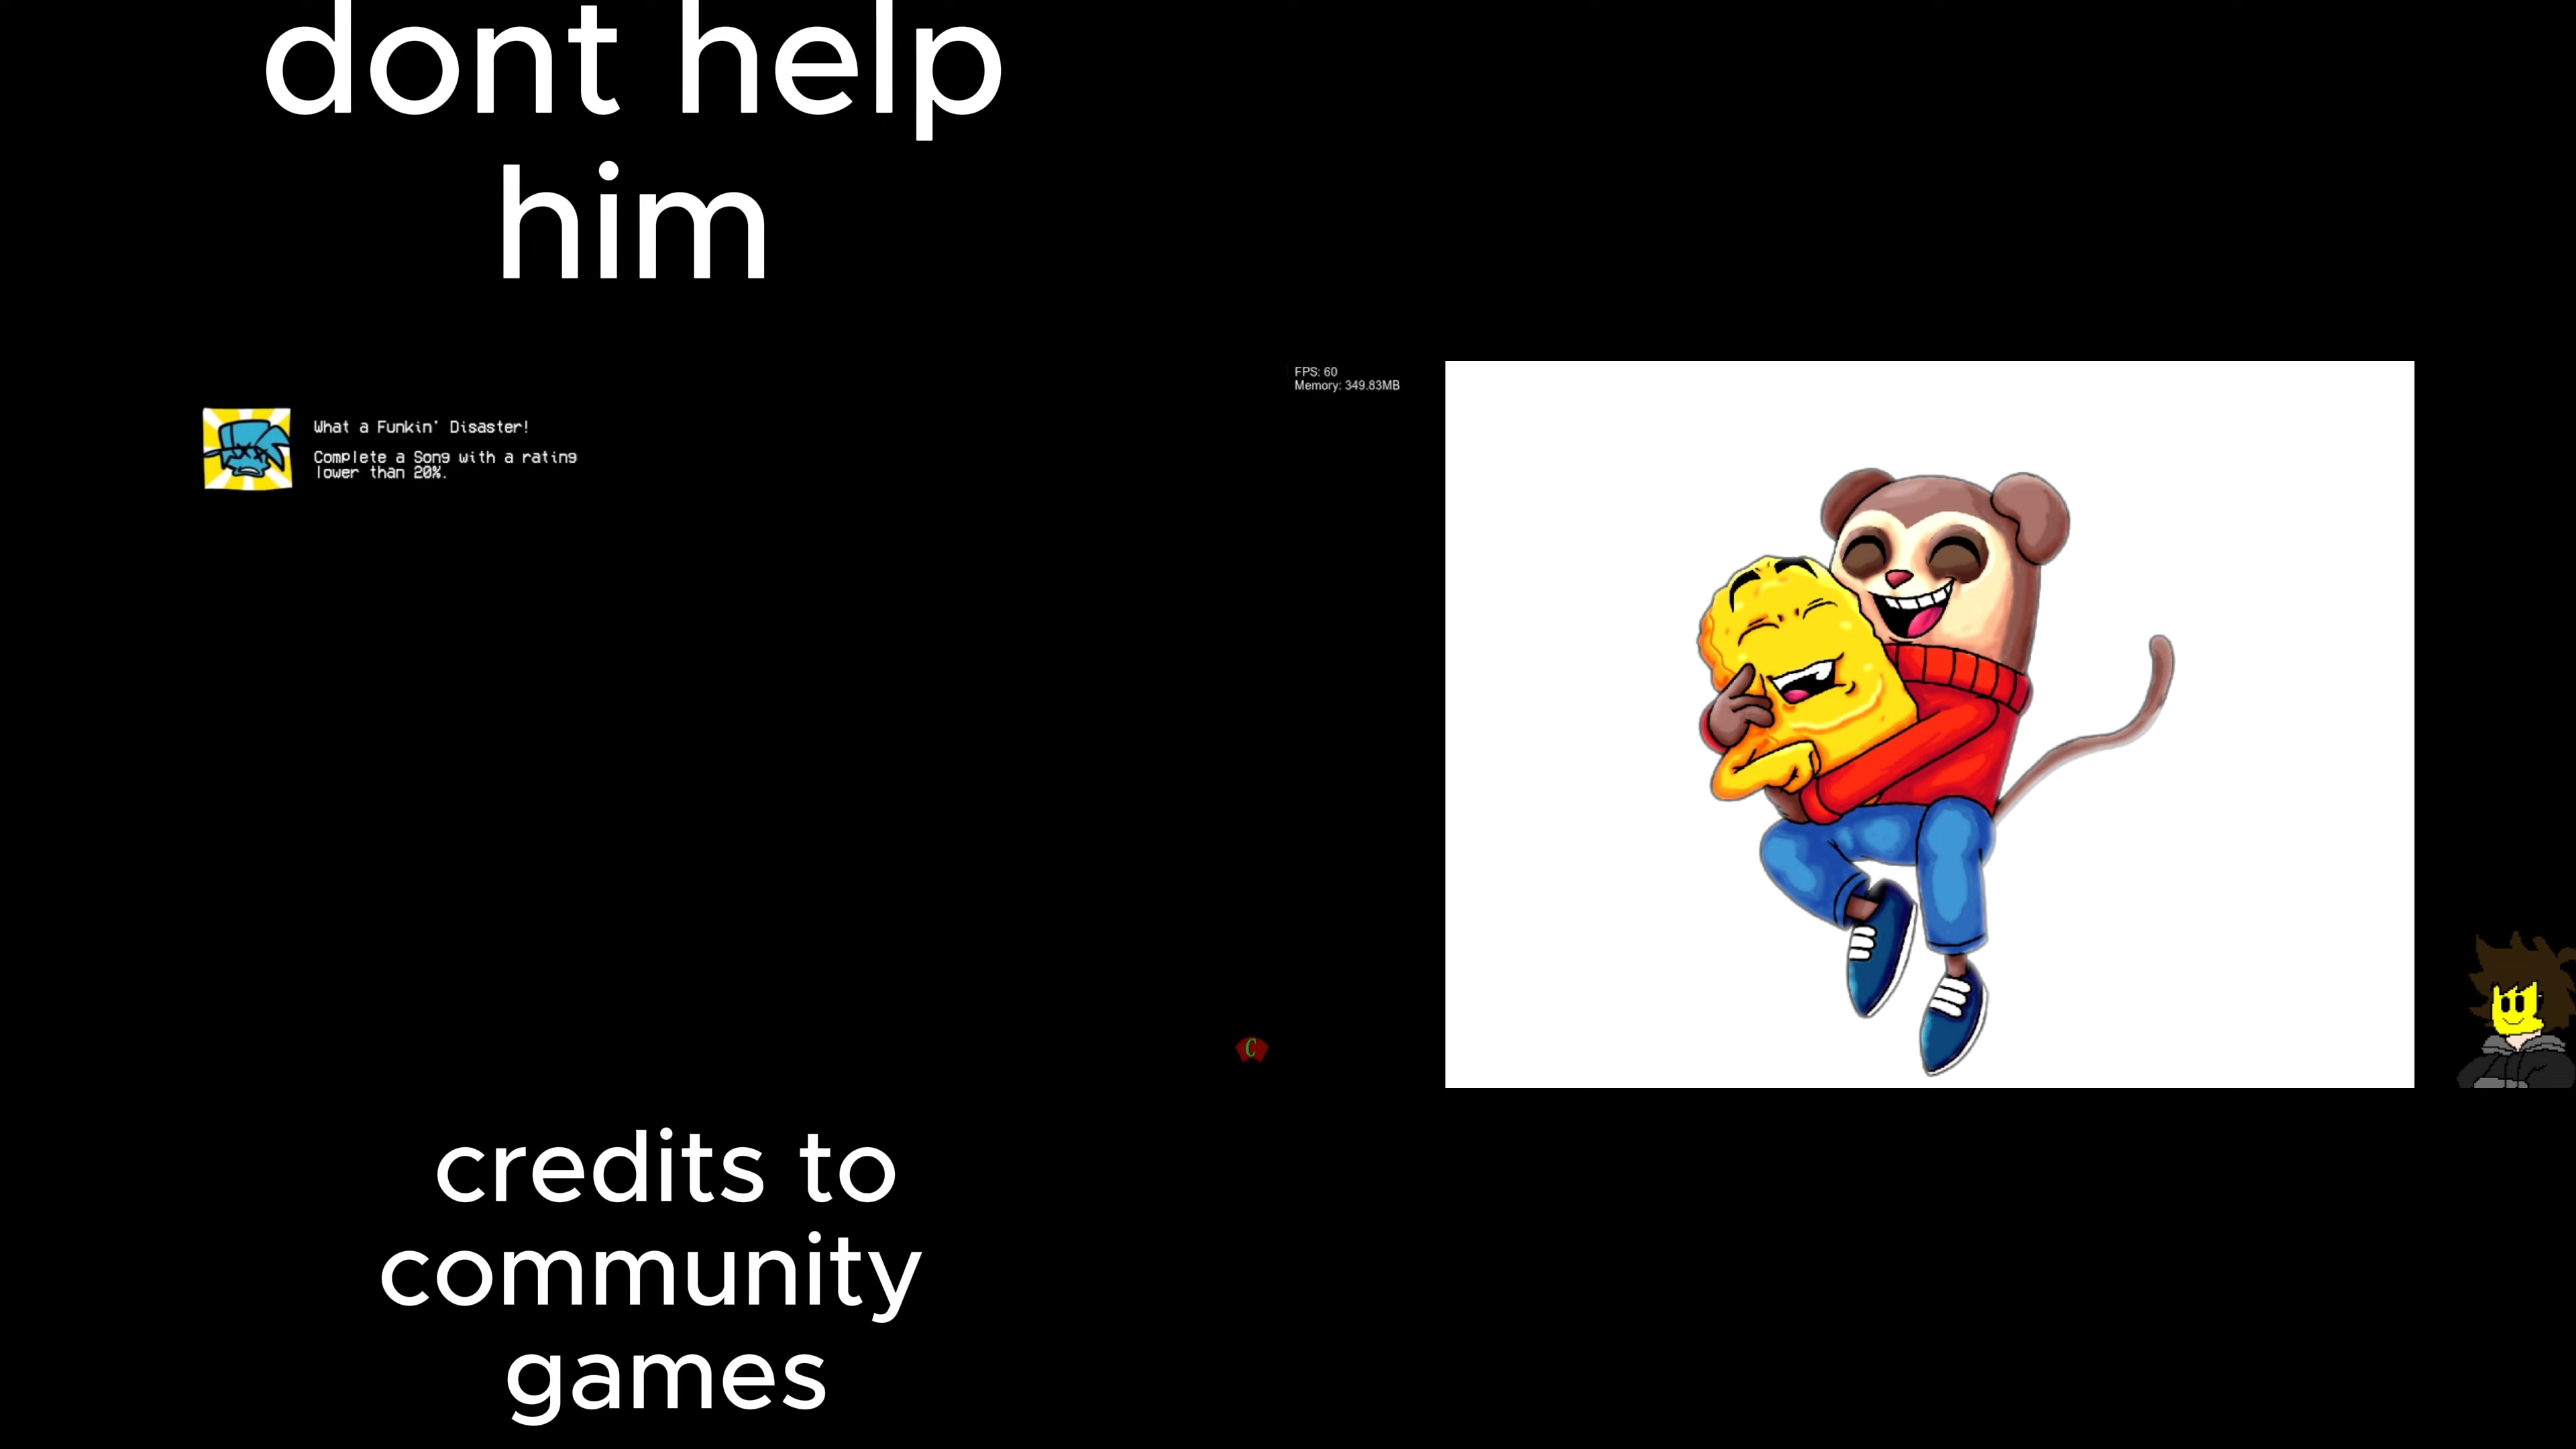 dont help
him
FPS: 60
Memory: 349.83MB
What a Funkin' Disaster!
Complete a Song with a rating
lower than 20%.
C
credits to
community
games